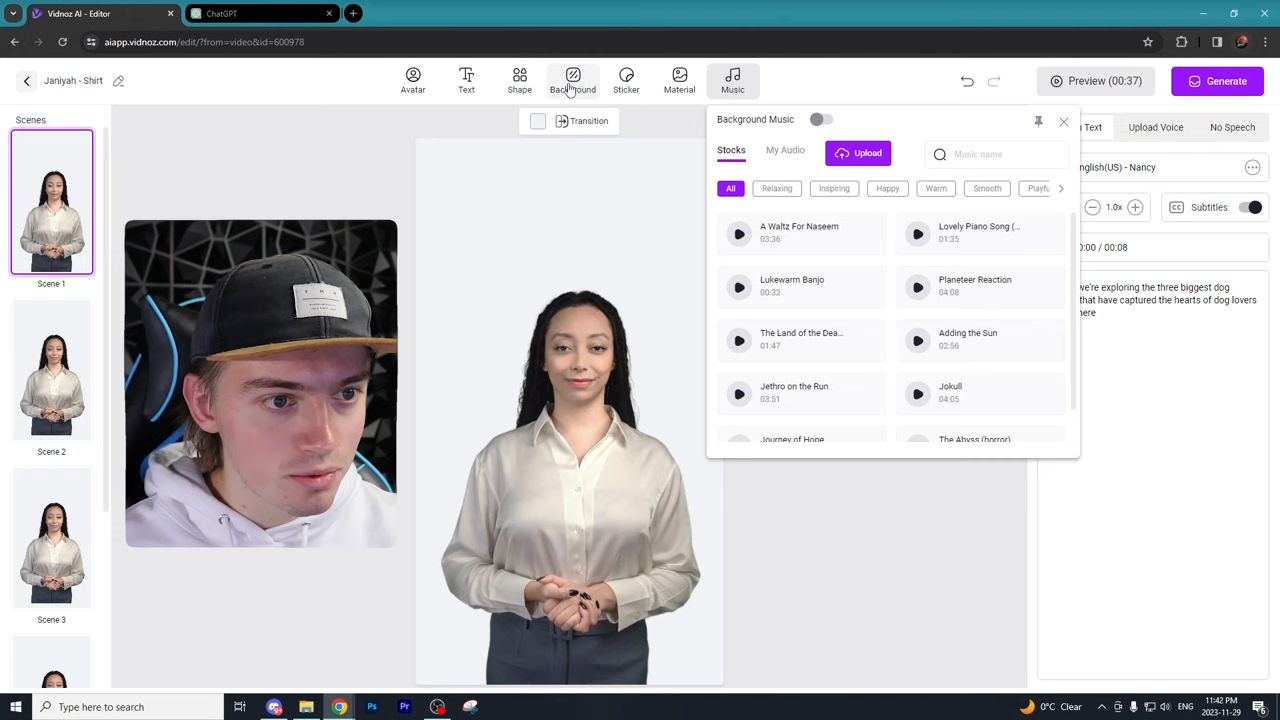 Vidnoz AI - Editor
ChatGPT
aiapp.vidnoz.com/edit/?from=video&id=600978
Janiyah - Shirt
Avatar
Text
Shape
Background
Sticker
Material
Music
Preview (00:37)
Generate
Scenes
Scene 1
Scene 2
Scene 3
Transition
Background Music
Stocks
My Audio
Upload
Music name
All
Relaxing
Inspiring
Happy
Warm
Smooth
Playfu
A Waltz For Naseem
03:36
Lovely Piano Song (...
01:35
Lukewarm Banjo
00:32
Planeteer Reaction
04:08
The Land of the Dea...
01:47
Adding the Sun
02:56
Jethro on the Run
03:51
Jokull
04:05
Journey of Hope
The Abyss (horror)
Text
Upload Voice
No Speech
nglish(US) - Nancy
1.0x
CC
Subtitles
0:00 / 00:08
we're exploring the three biggest dog
that have captured the hearts of dog lovers
here
Type here to search
Ps
Pr
0°C Clear
ENG
11:42 PM
2023-11-29
6